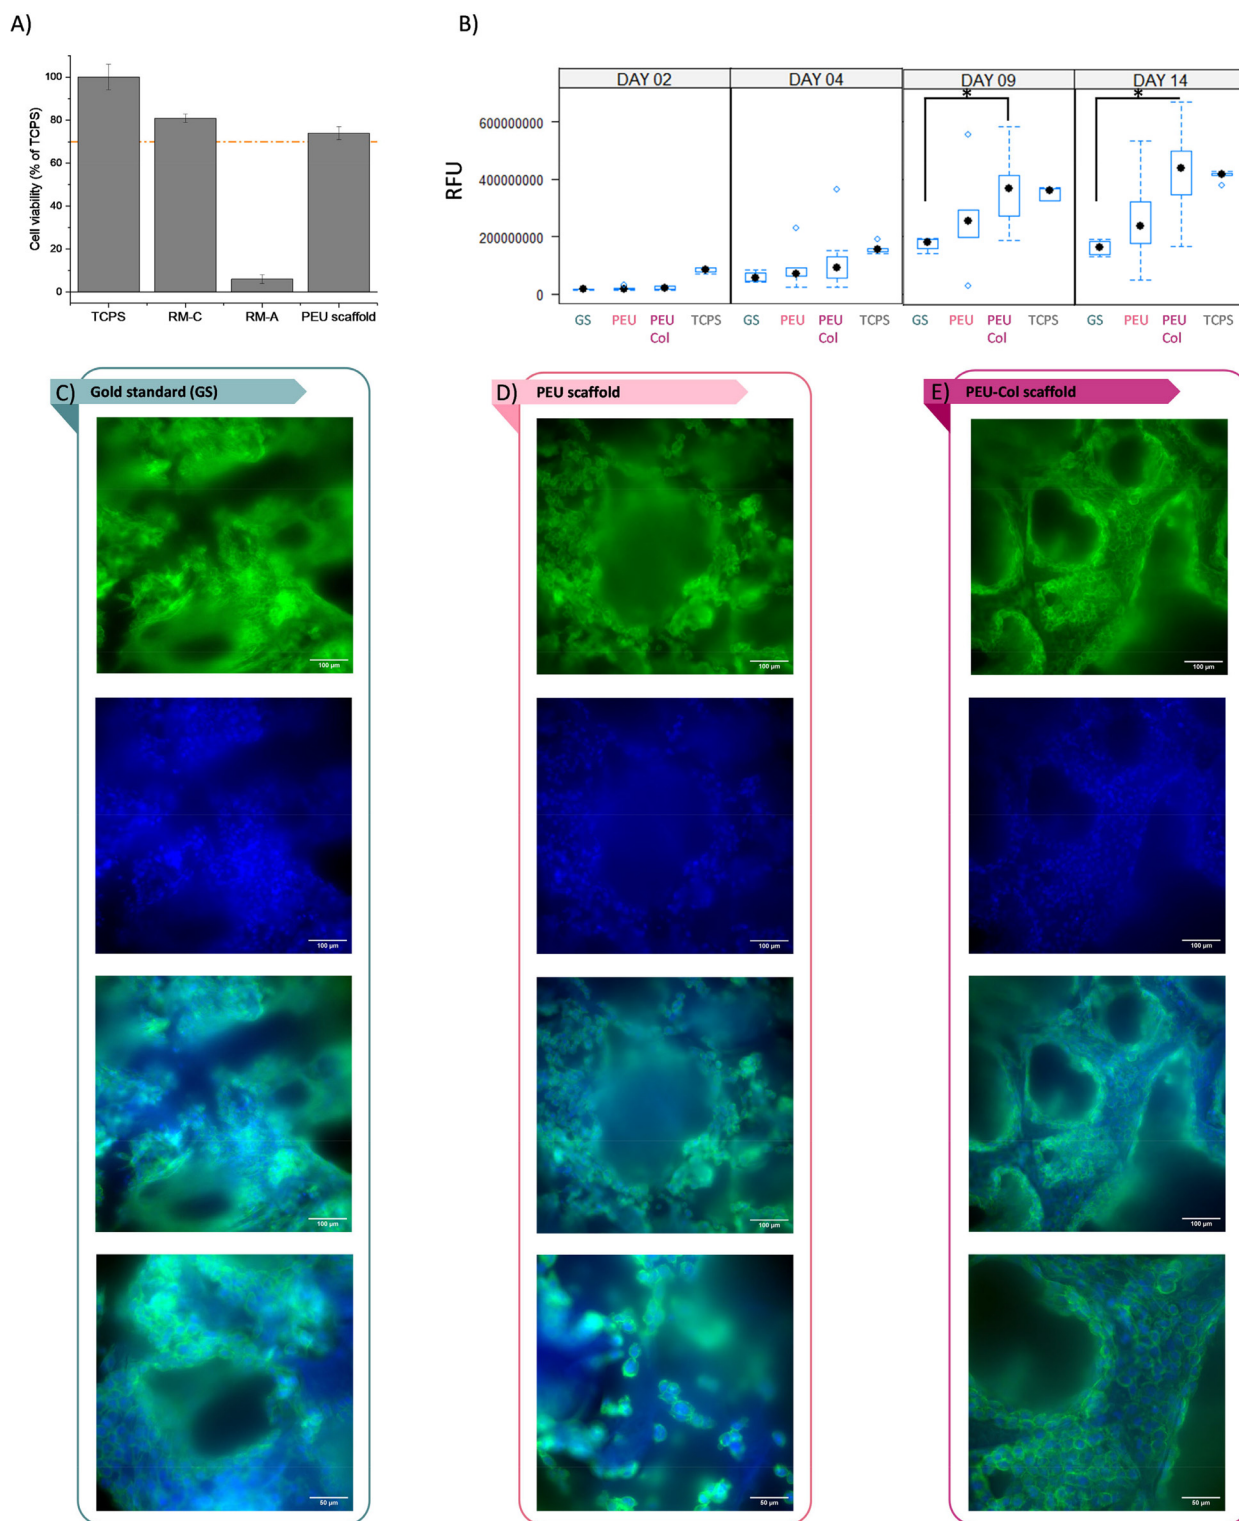 A)
B)
Cell viability (% of TCPS)
100
80
60
40
20
0
TCPS RM-C RM-A PEU scaffold
DAY 02 DAY 04 DAY 09 DAY 14
* *
RFU
600000000
400000000
200000000
0
GS PEU PEU TCPS GS PEU PEU TCPS GS PEU PEU TCPS GS PEU PEU TCPS
Col Col Col Col
C) Gold standard (GS)
D) PEU scaffold
E) PEU-Col scaffold
100 µm 100 µm 100 µm
100 µm 100 µm 100 µm
100 µm 100 µm 100 µm
50 µm 50 µm 50 µm